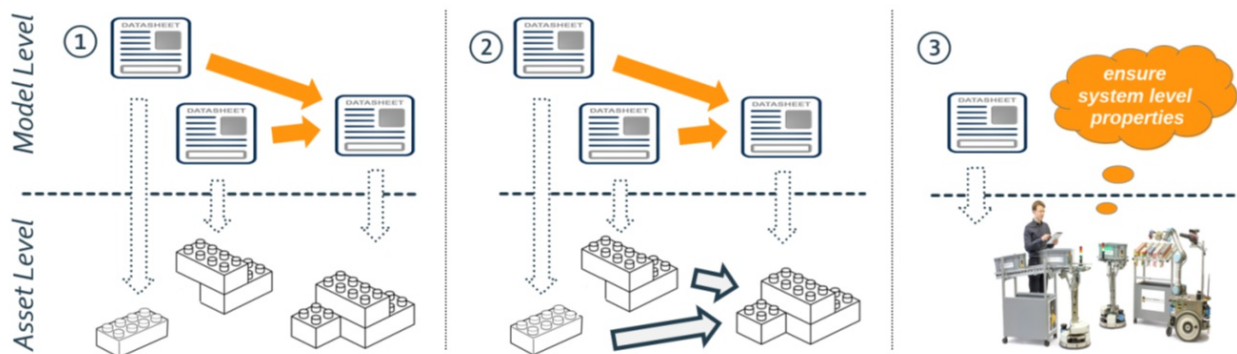 Model Level
Asset Level
1
DATASHEET
DATASHEET
DATASHEET
2
DATASHEET
DATASHEET
DATASHEET
3
DATASHEET
ensure
system level
properties